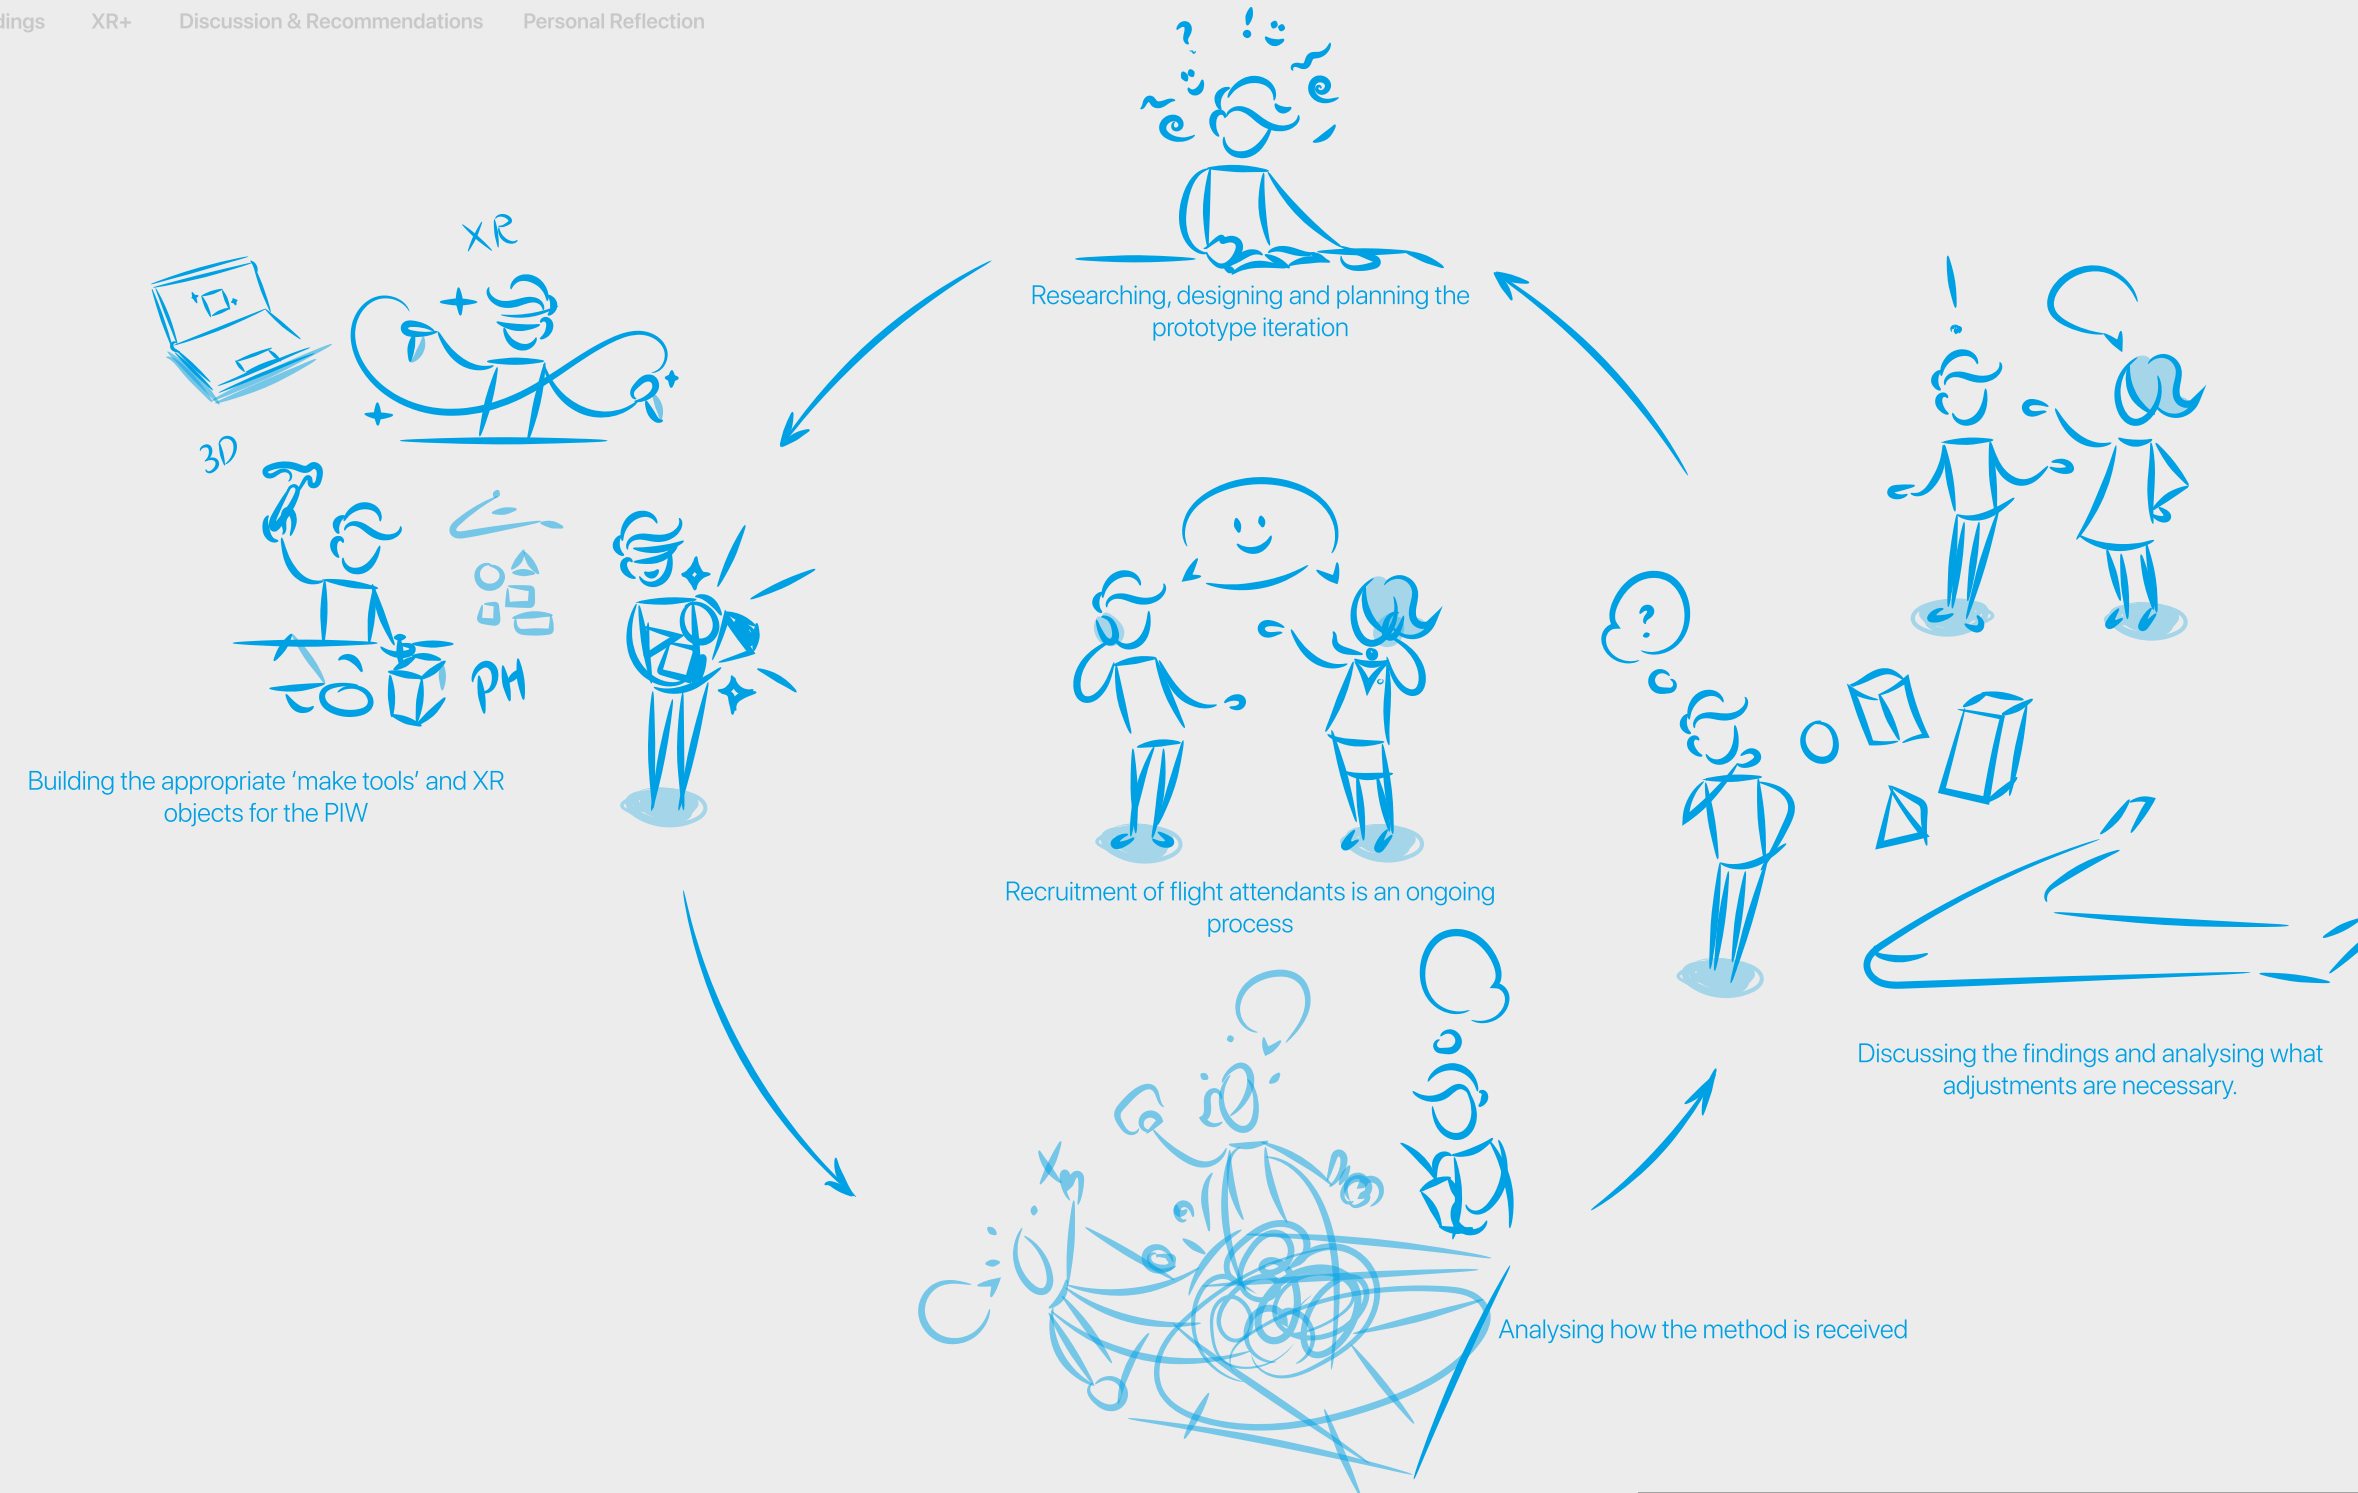 dings XR+ Discussion & Recommendations Personal Reflection
? ! 
Researching, designing and planning the
prototype iteration
XR
3D
PH
Building the appropriate ‘make tools’ and XR
objects for the PIW
!
?
Recruitment of flight attendants is an ongoing
process
Discussing the findings and analysing what
adjustments are necessary.
Analysing how the method is received